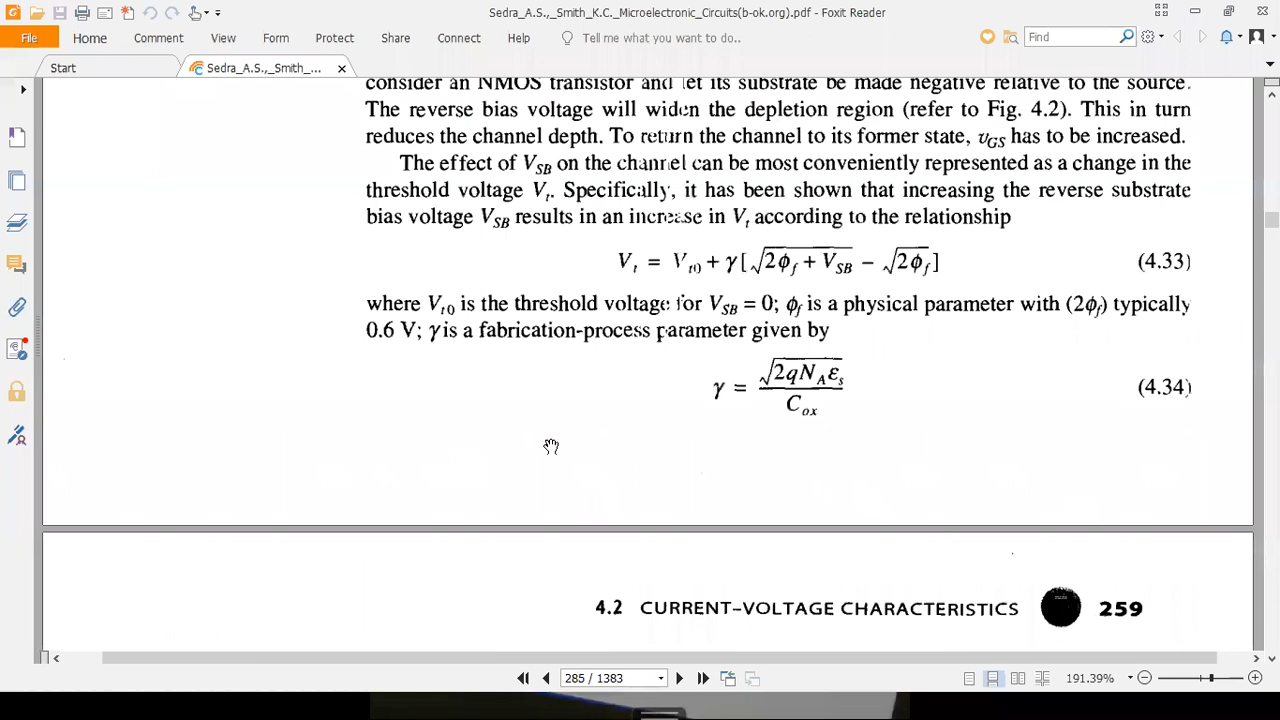 Sedra_A.S.,_Smith_K.C._Microelectronic_Circuits(b-ok.org).pdf - Foxit Reader
File Home Comment View Form Protect Share Connect Help Tell me what you want to do.. Find
Start Sedra_A.S.,_Smith_...
consider an NMOS transistor and let its substrate be made negative relative to the source.
The reverse bias voltage will widen the depletion region (refer to Fig. 4.2). This in turn
reduces the channel depth. To return the channel to its former state, v_GS has to be increased.
The effect of V_SB on the channel can be most conveniently represented as a change in the
threshold voltage V_t. Specifically, it has been shown that increasing the reverse substrate
bias voltage V_SB results in an increase in V_t according to the relationship
V_t = V_t0 + γ[√(2ϕ_f + V_SB) − √(2ϕ_f)] (4.33)
where V_t0 is the threshold voltage for V_SB = 0; ϕ_f is a physical parameter with (2ϕ_f) typically
0.6 V; γ is a fabrication-process parameter given by
γ = √(2qN_Aε_s) / C_ox (4.34)
4.2 CURRENT–VOLTAGE CHARACTERISTICS 259
285 / 1383 191.39%